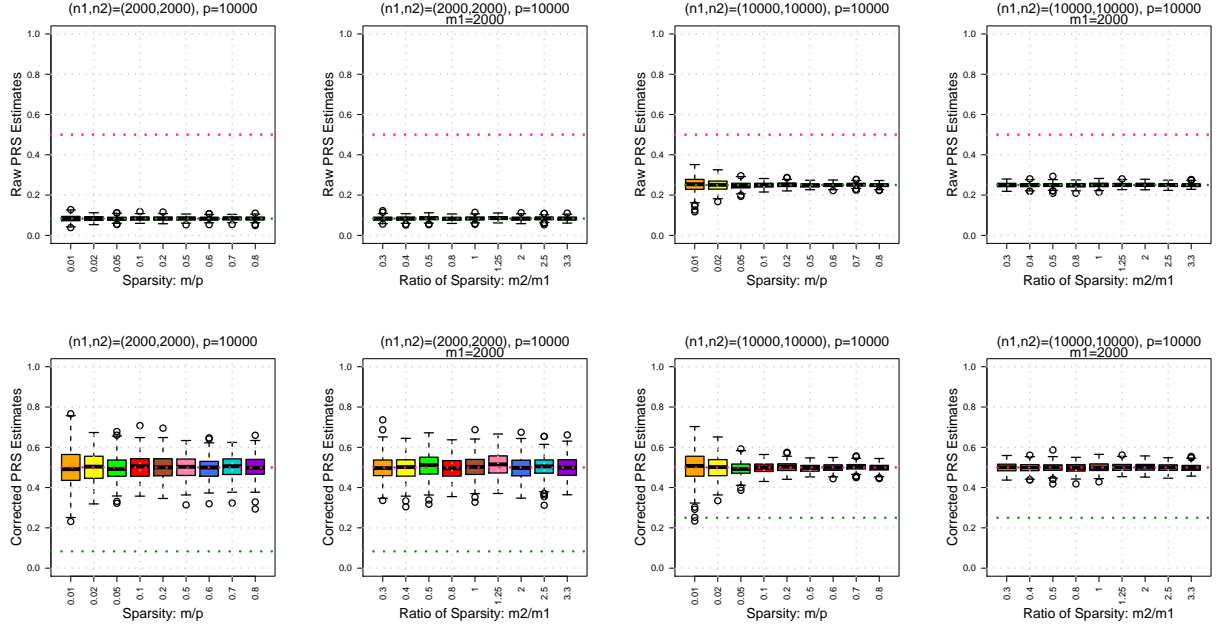 (n1,n2)=(2000,2000), p=10000
Raw PRS Estimates
1.0
0.8
0.6
0.4
0.2
0.0
0.01 0.02 0.05 0.1 0.2 0.5 0.6 0.7 0.8
Sparsity: m/p
(n1,n2)=(2000,2000), p=10000
m1=2000
Raw PRS Estimates
1.0
0.8
0.6
0.4
0.2
0.0
0.3 0.4 0.5 0.8 1 1.25 2 2.5 3.3
Ratio of Sparsity: m2/m1
(n1,n2)=(10000,10000), p=10000
Raw PRS Estimates
1.0
0.8
0.6
0.4
0.2
0.0
0.01 0.02 0.05 0.1 0.2 0.5 0.6 0.7 0.8
Sparsity: m/p
(n1,n2)=(10000,10000), p=10000
m1=2000
Raw PRS Estimates
1.0
0.8
0.6
0.4
0.2
0.0
0.3 0.4 0.5 0.8 1 1.25 2 2.5 3.3
Ratio of Sparsity: m2/m1
(n1,n2)=(2000,2000), p=10000
Corrected PRS Estimates
1.0
0.8
0.6
0.4
0.2
0.0
0.01 0.02 0.05 0.1 0.2 0.5 0.6 0.7 0.8
Sparsity: m/p
(n1,n2)=(2000,2000), p=10000
m1=2000
Corrected PRS Estimates
1.0
0.8
0.6
0.4
0.2
0.0
0.3 0.4 0.5 0.8 1 1.25 2 2.5 3.3
Ratio of Sparsity: m2/m1
(n1,n2)=(10000,10000), p=10000
Corrected PRS Estimates
1.0
0.8
0.6
0.4
0.2
0.0
0.01 0.02 0.05 0.1 0.2 0.5 0.6 0.7 0.8
Sparsity: m/p
(n1,n2)=(10000,10000), p=10000
m1=2000
Corrected PRS Estimates
1.0
0.8
0.6
0.4
0.2
0.0
0.3 0.4 0.5 0.8 1 1.25 2 2.5 3.3
Ratio of Sparsity: m2/m1